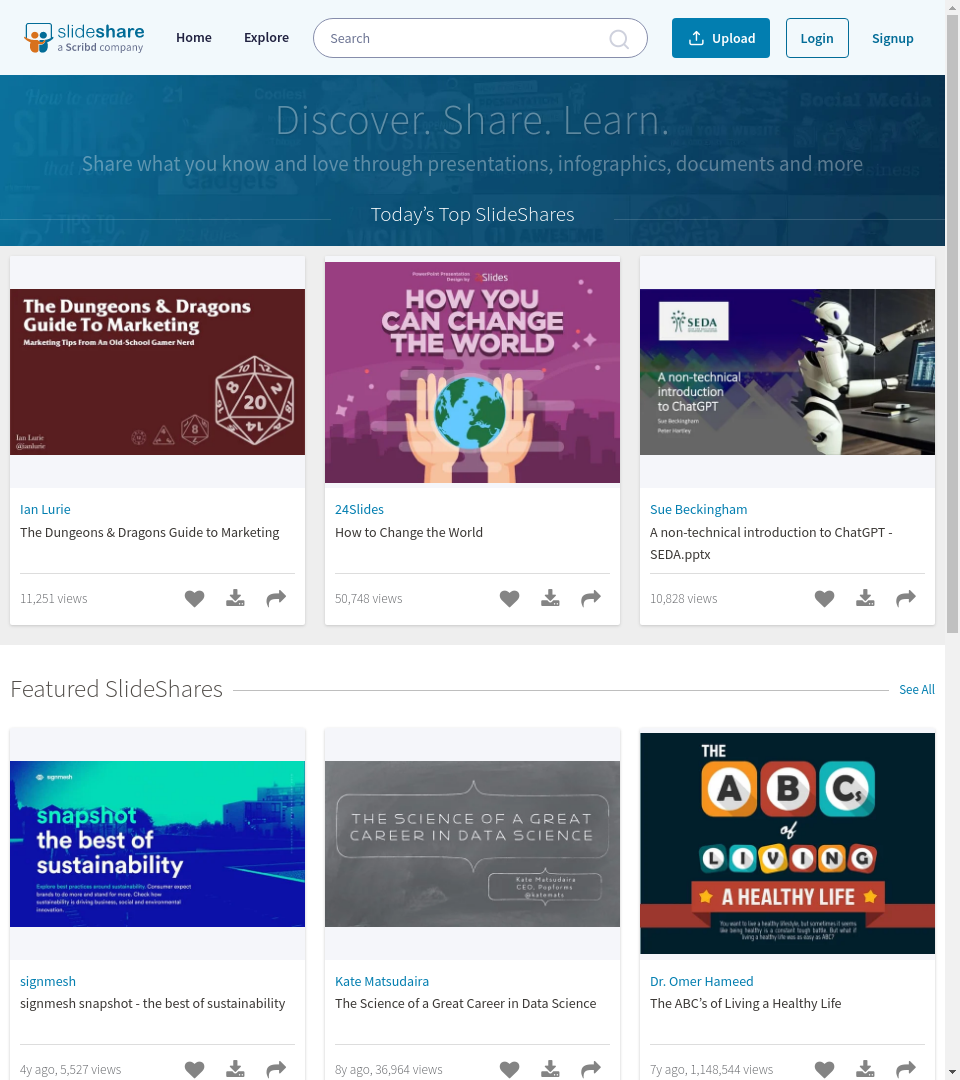 slideshare
a Scribd company
Home
Explore
Search
Upload
Login
Signup
Discover. Share. Learn.
Share what you know and love through presentations, infographics, documents and more
Today's Top SlideShares
The Dungeons & Dragons
Guide To Marketing
Marketing Tips From An Old-School Gamer Nerd
Ian Lurie
@ianlurie
PowerPoint Presentation
Design by
24Slides
HOW YOU
CAN CHANGE
THE WORLD
SEDA
A non-technical
introduction
to ChatGPT
Sue Beckingham
Peter Hartley
Ian Lurie
The Dungeons & Dragons Guide to Marketing
11,251 views
24Slides
How to Change the World
50,748 views
Sue Beckingham
A non-technical introduction to ChatGPT -
SEDA.pptx
10,828 views
Featured SlideShares
See All
signmesh
snapshot
the best of
sustainability
Explore best practices around sustainability. Consumer expect
brands to do more and stand for more. Check how
sustainability is driving business, social and environmental
innovation.
THE SCIENCE OF A GREAT
CAREER IN DATA SCIENCE
Kate Matsudaira
CEO, Popforms
@katemats
THE
ABCs
of
LIVING
A HEALTHY LIFE
You want to live a healthy lifestyle, but sometimes it seems
like being healthy is a constant tough battle. But what if
living a healthy life was as easy as ABC?
signmesh
signmesh snapshot - the best of sustainability
4y ago, 5,527 views
Kate Matsudaira
The Science of a Great Career in Data Science
8y ago, 36,964 views
Dr. Omer Hameed
The ABC's of Living a Healthy Life
7y ago, 1,148,544 views